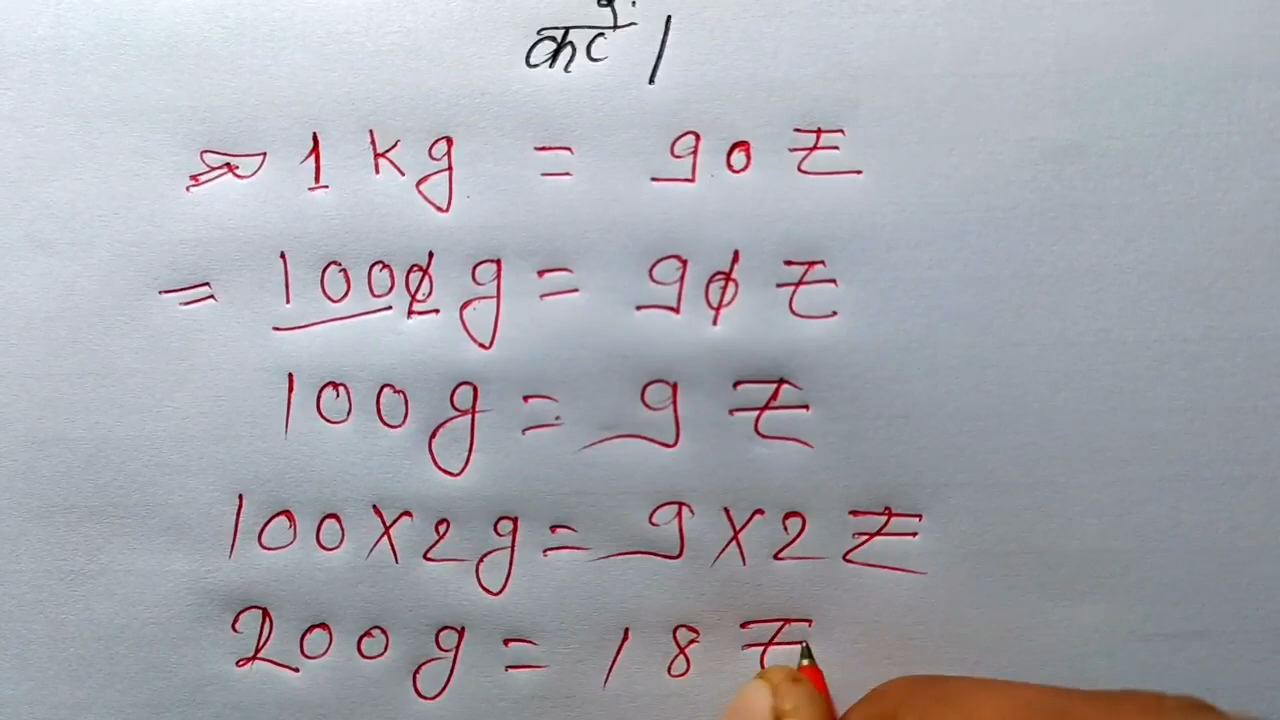 1 kg = 90 ₹
= 1000 g = 90 ₹
100 g = 9 ₹
100 × 2 g = 9 × 2 ₹
200 g = 18 ₹